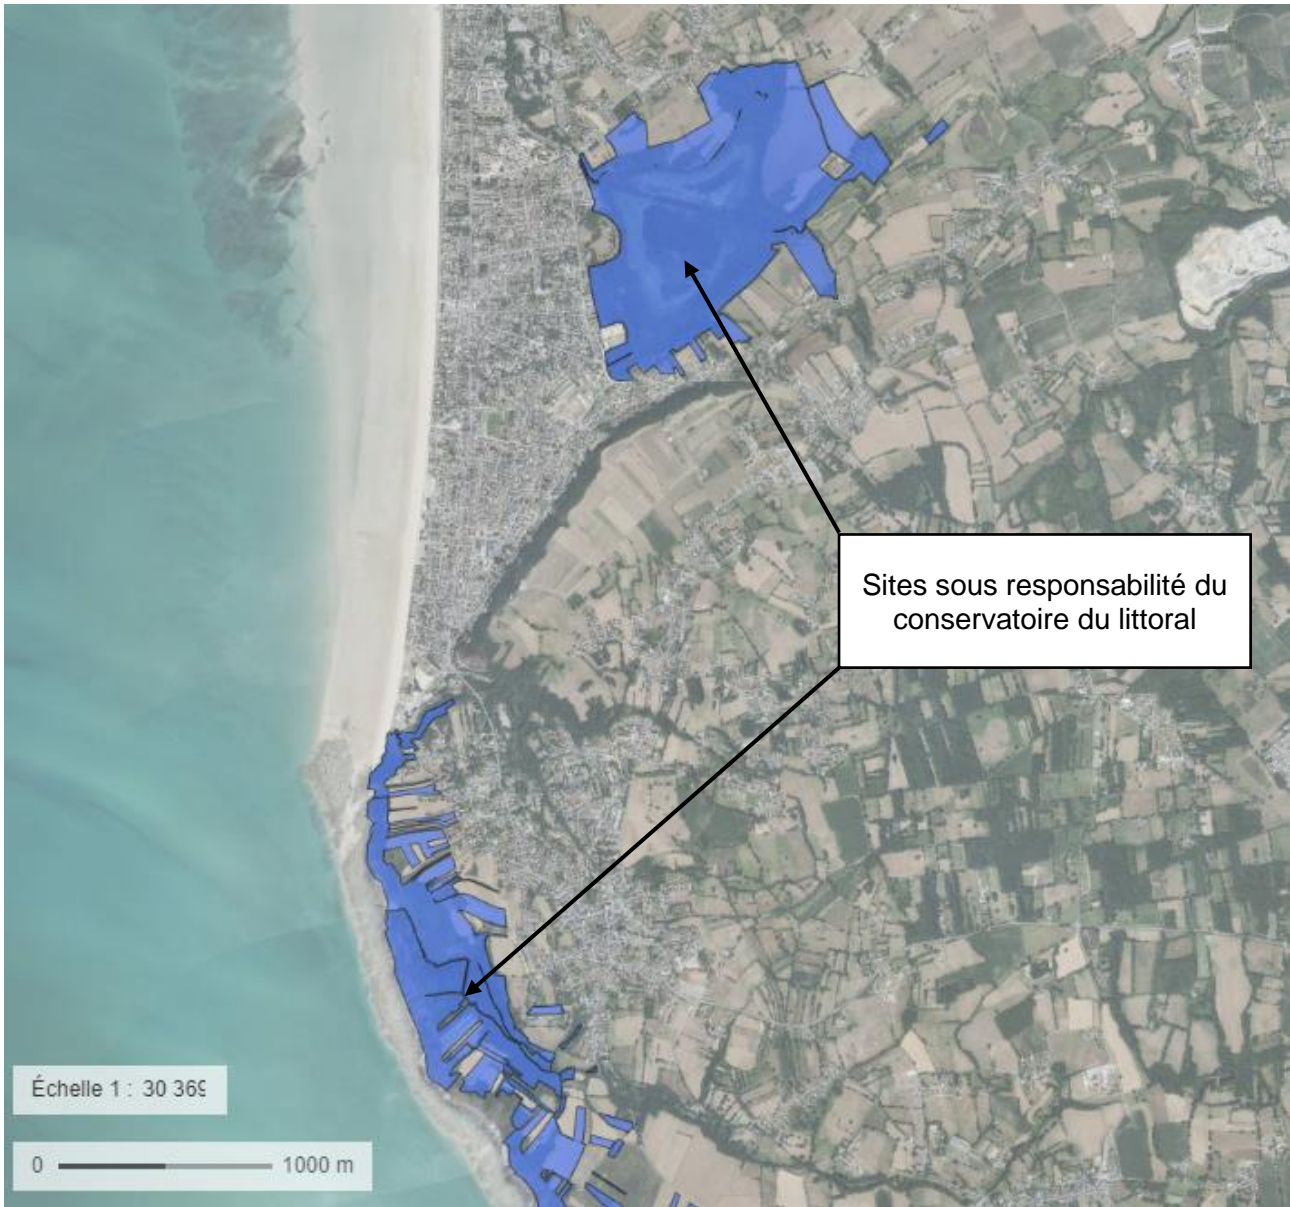 Sites sous responsabilité du
conservatoire du littoral
Échelle 1 : 30 369
0 1000 m